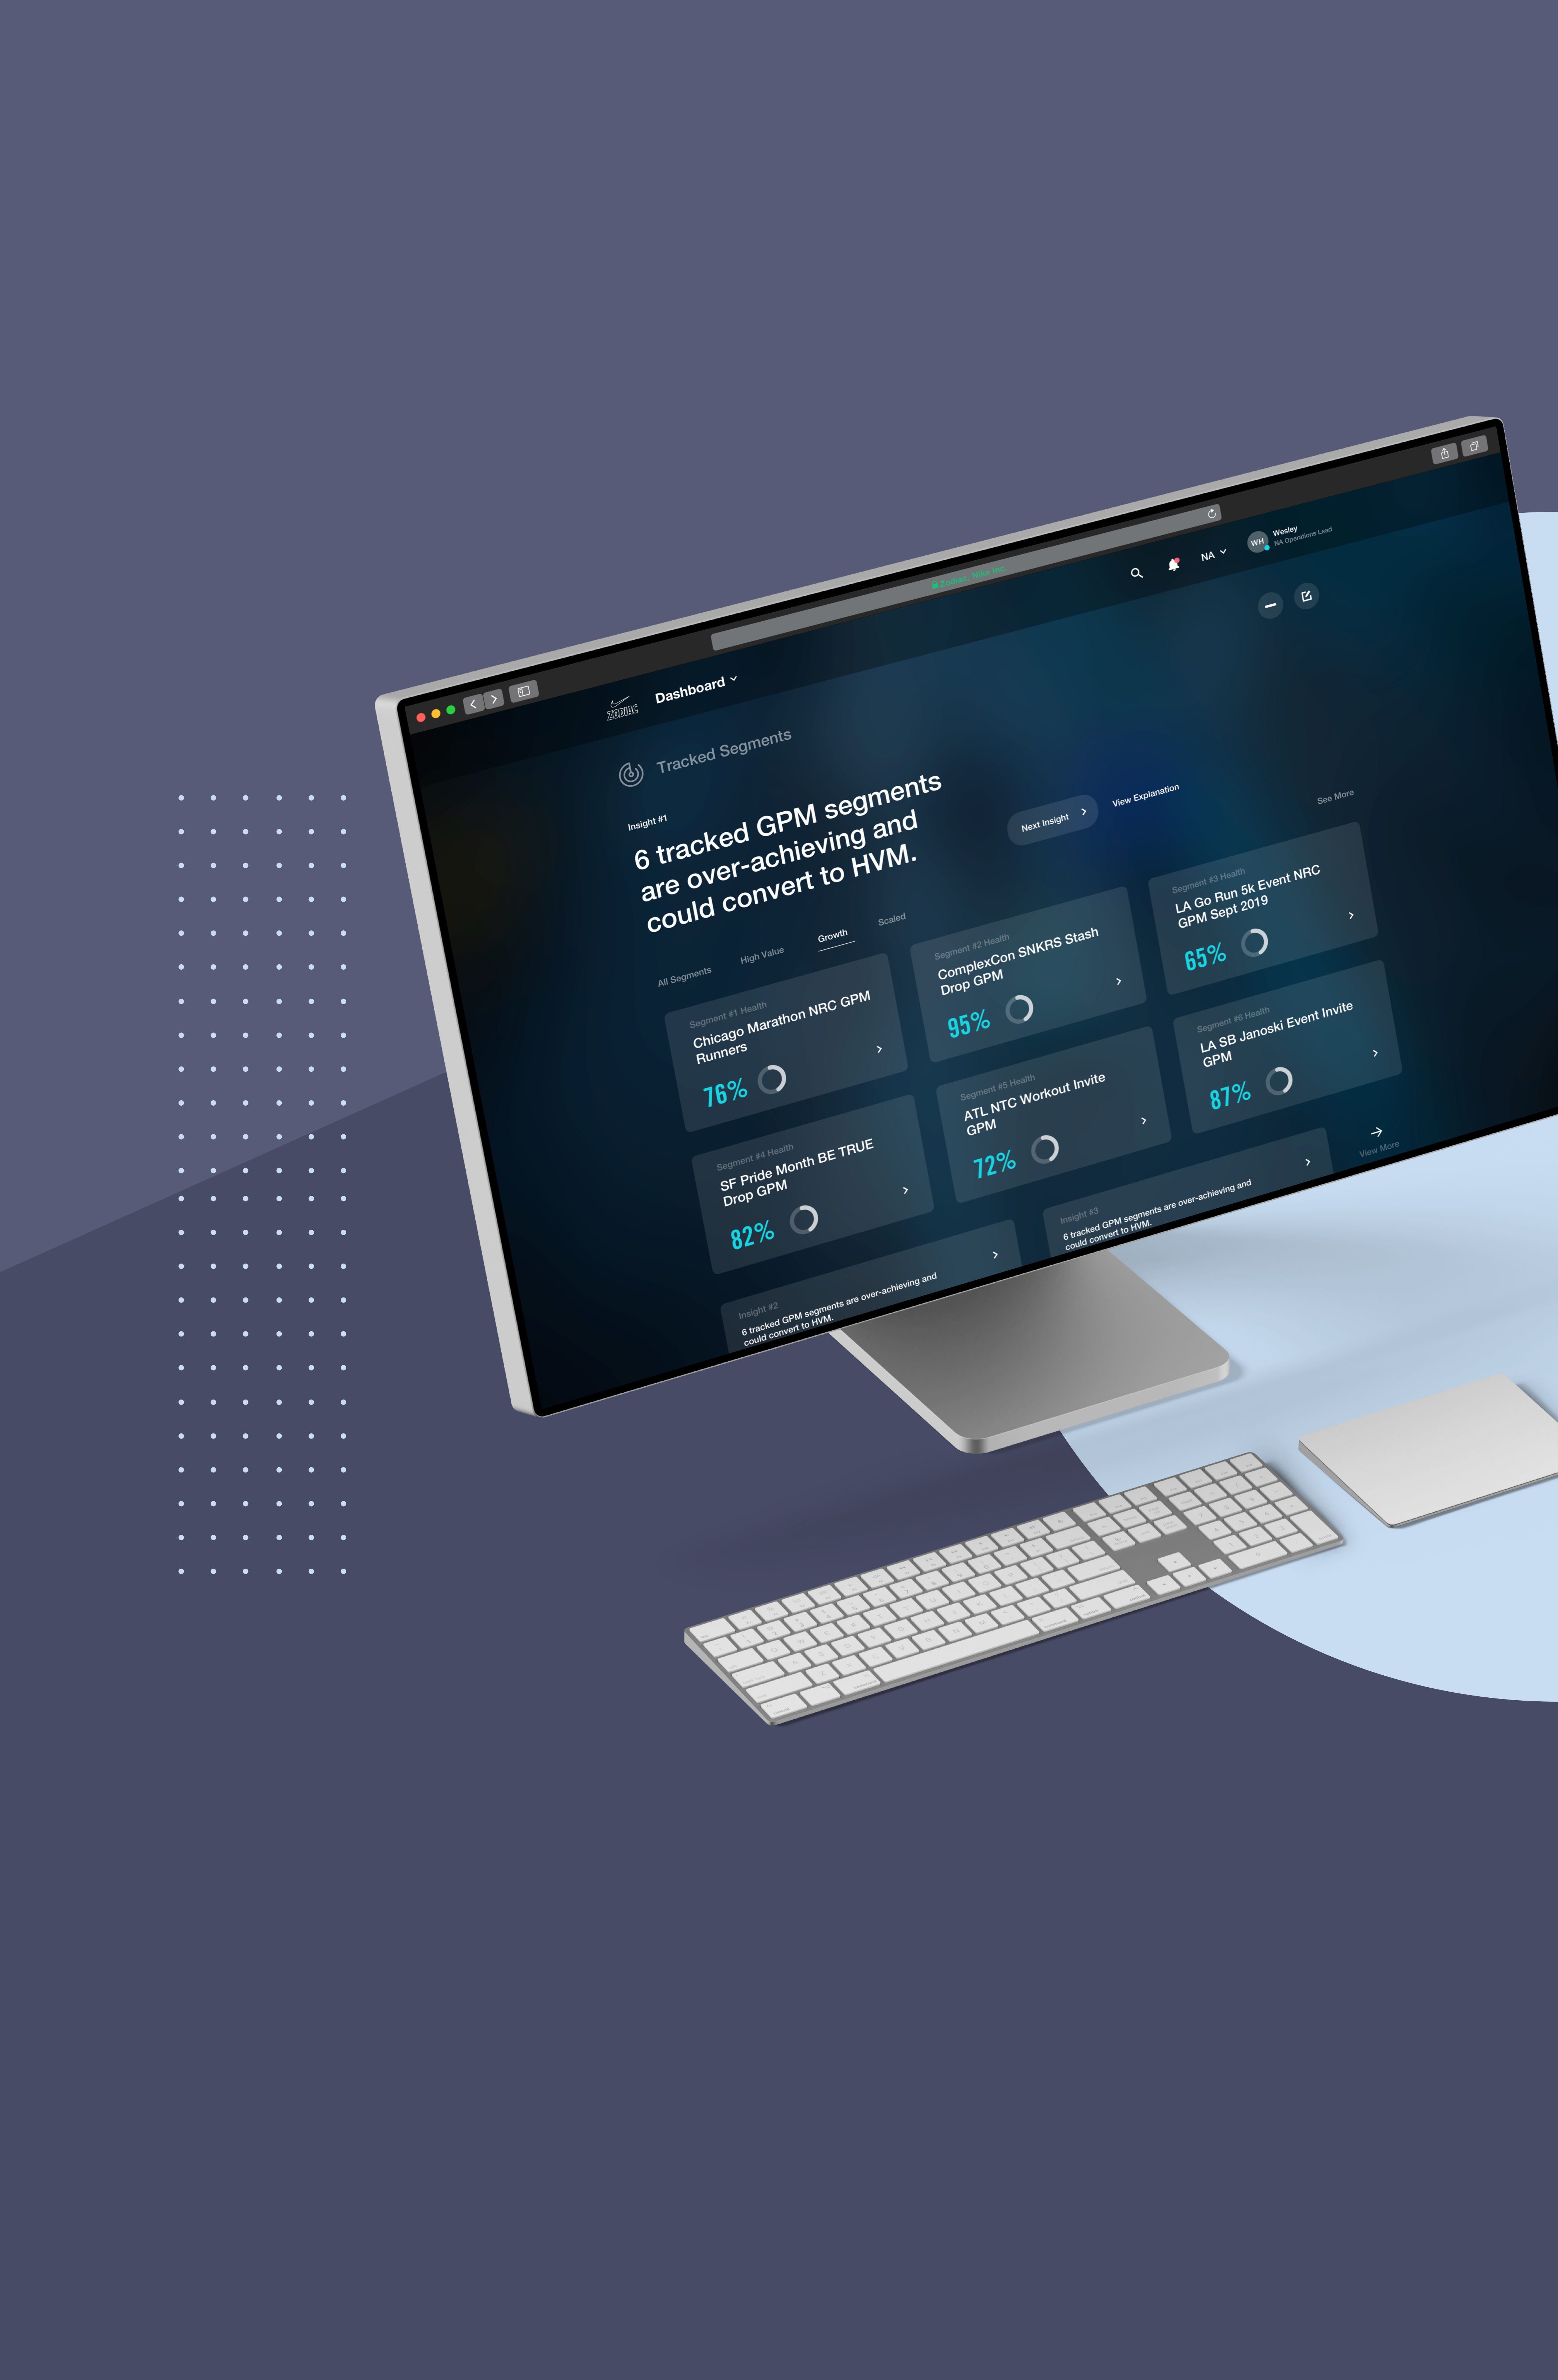 Zodiac, Nike Inc
ZODIAC
Dashboard
NA
WH
Wesley
NA Operations Lead
Tracked Segments
Insight #1
6 tracked GPM segments
are over-achieving and
could convert to HVM.
Next Insight
View Explanation
See More
All Segments
High Value
Growth
Scaled
Segment #1 Health
Chicago Marathon NRC GPM
Runners
76%
Segment #2 Health
ComplexCon SNKRS Stash
Drop GPM
95%
Segment #3 Health
LA Go Run 5k Event NRC
GPM Sept 2019
65%
Segment #4 Health
SF Pride Month BE TRUE
Drop GPM
82%
Segment #5 Health
ATL NTC Workout Invite
GPM
72%
Segment #6 Health
LA SB Janoski Event Invite
GPM
87%
Insight #2
6 tracked GPM segments are over-achieving and
could convert to HVM.
Insight #3
6 tracked GPM segments are over-achieving and
could convert to HVM.
View More